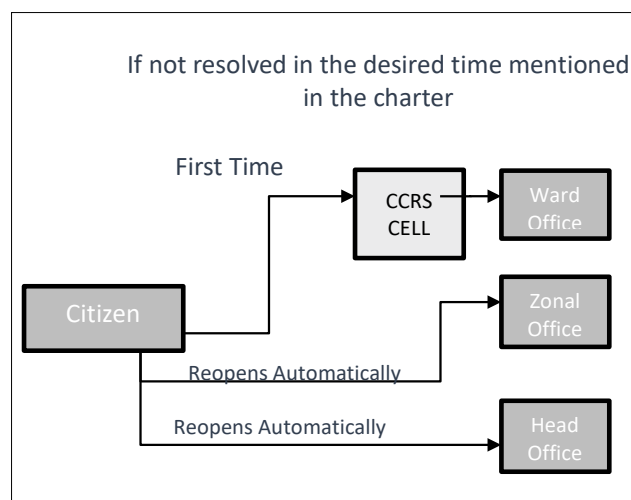 If not resolved in the desired time mentioned
in the charter
First Time
CCRS
CELL
Ward
Office
Citizen
Zonal
Office
Reopens Automatically
Reopens Automatically
Head
Office